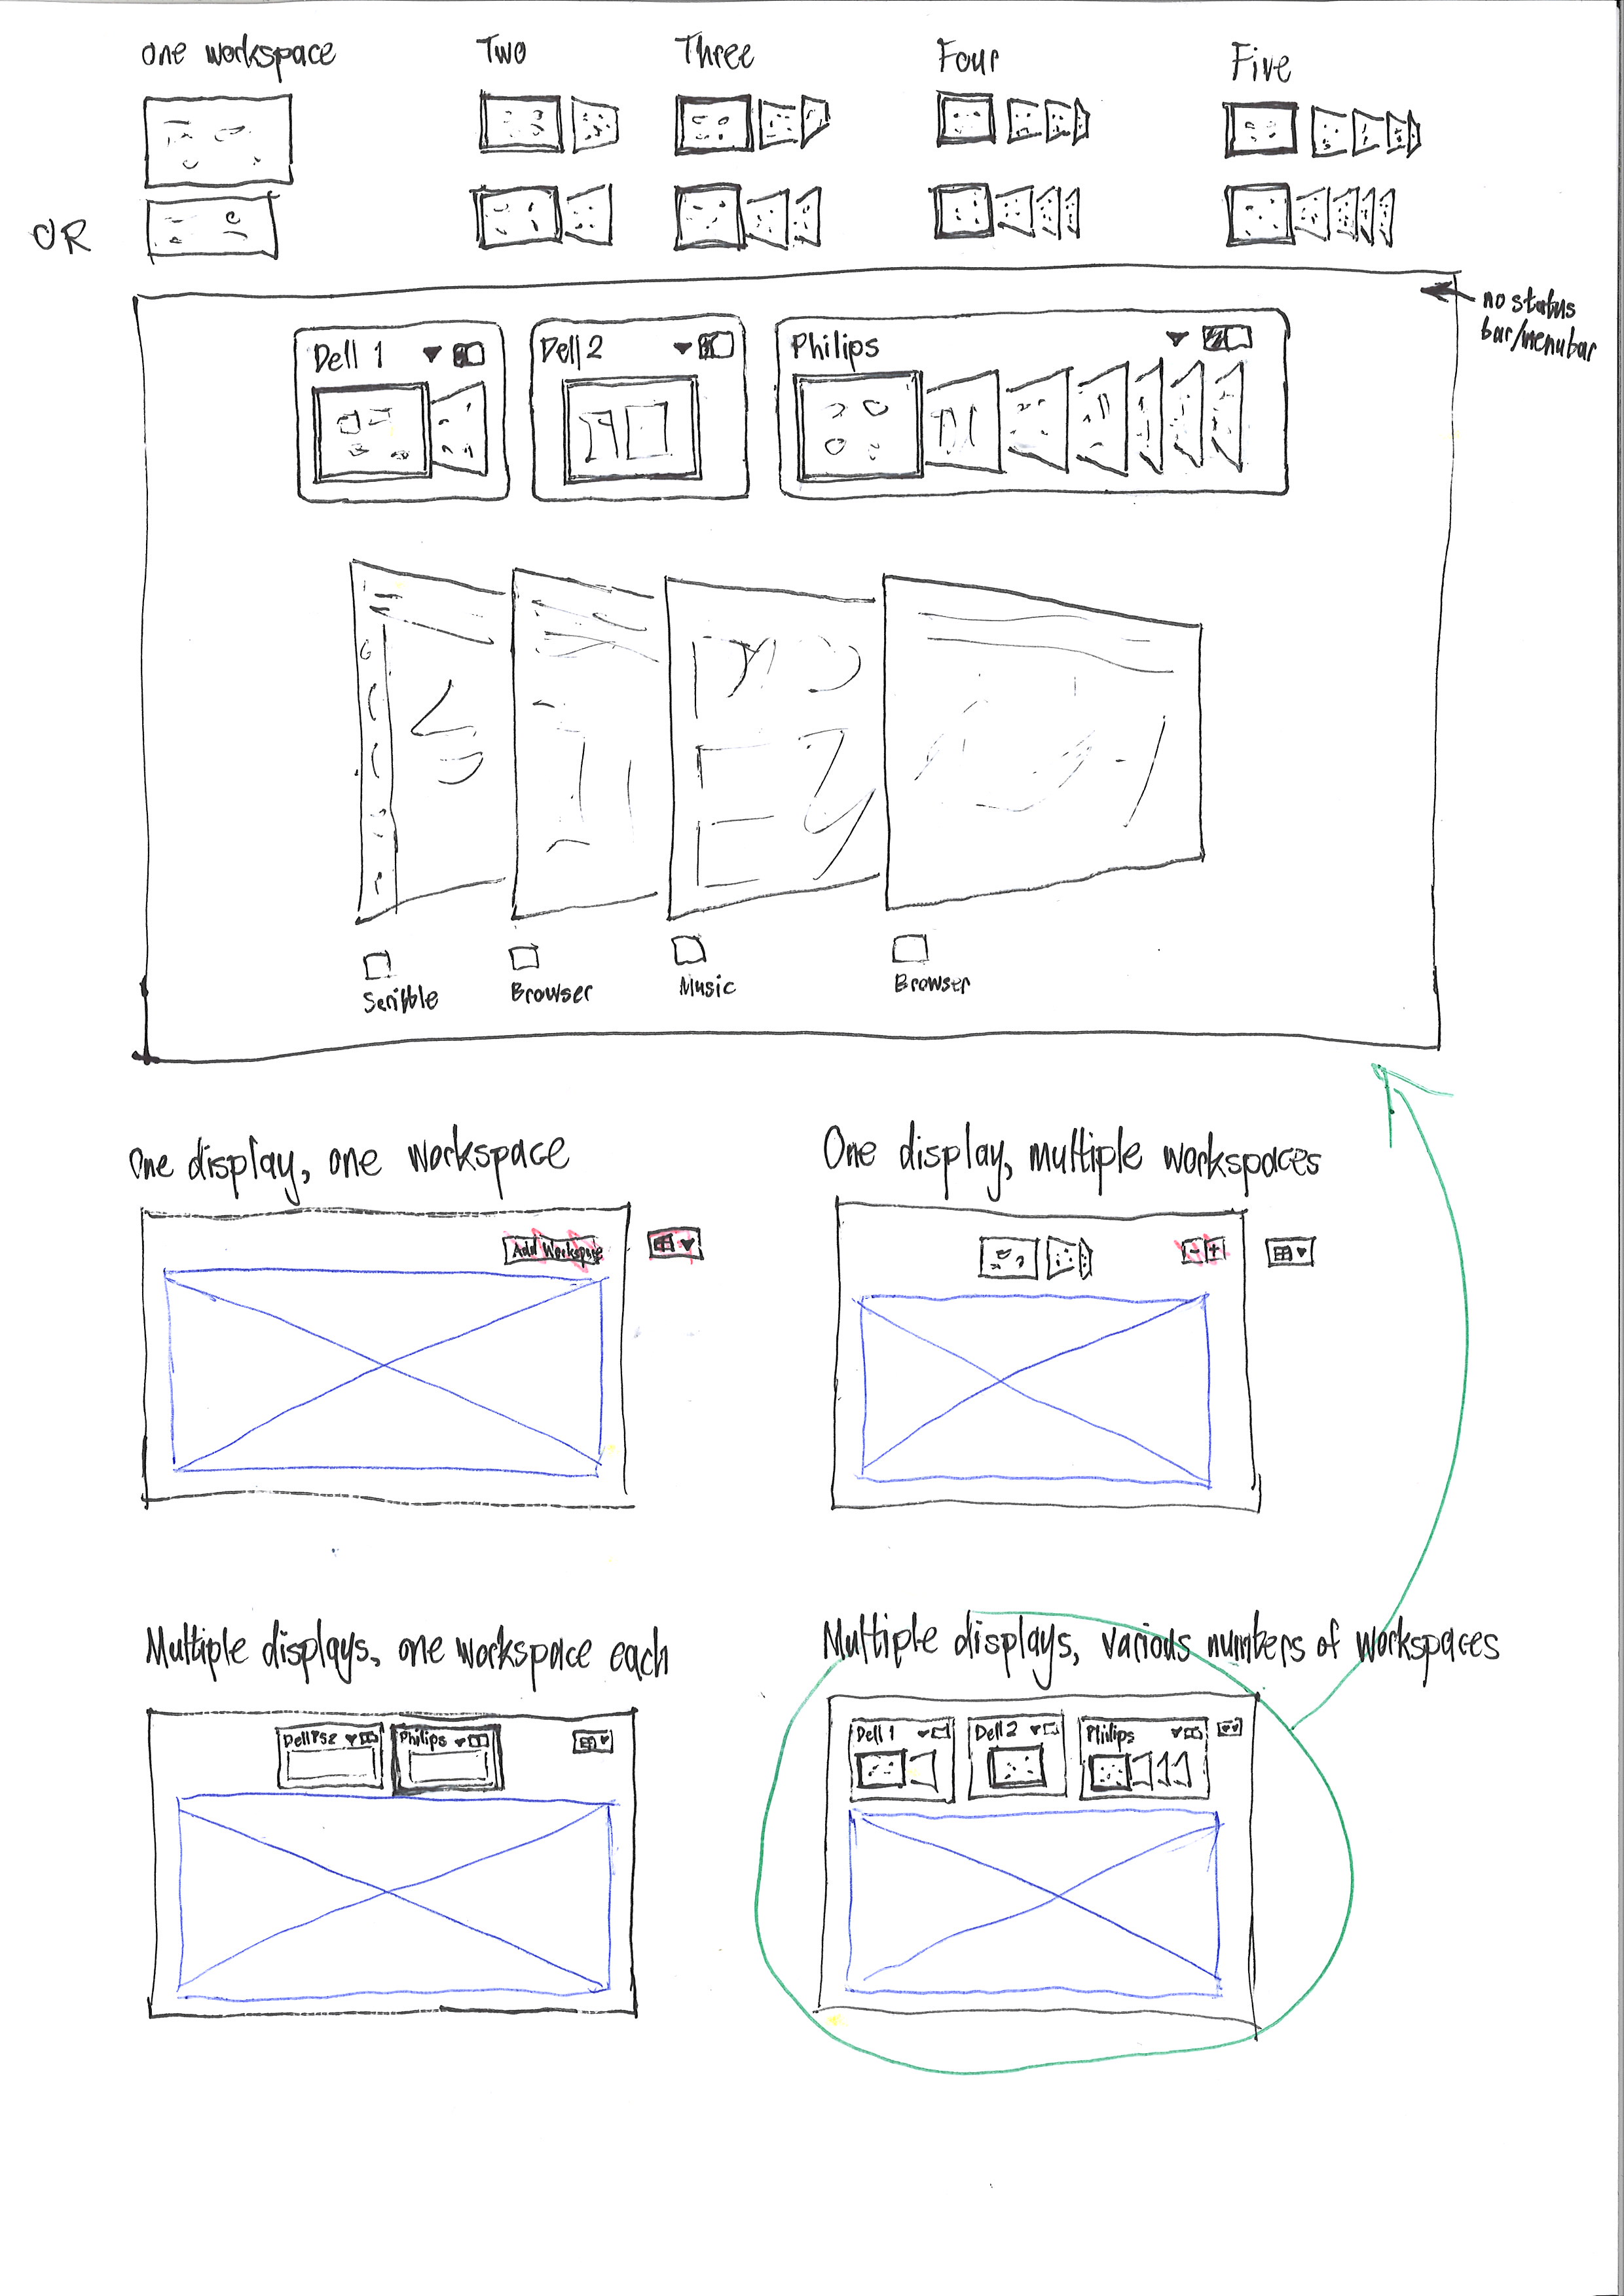 One workspace
Two
Three
Four
Five
OR
no status
bar/menubar
Dell 1
Dell 2
Philips
Scribble
Browser
Music
Browser
One display, one workspace
One display, multiple workspaces
Add Workspace
- +
Multiple displays, one workspace each
Multiple displays, various numbers of workspaces
Philips
Dell 1
Dell 2
Philips